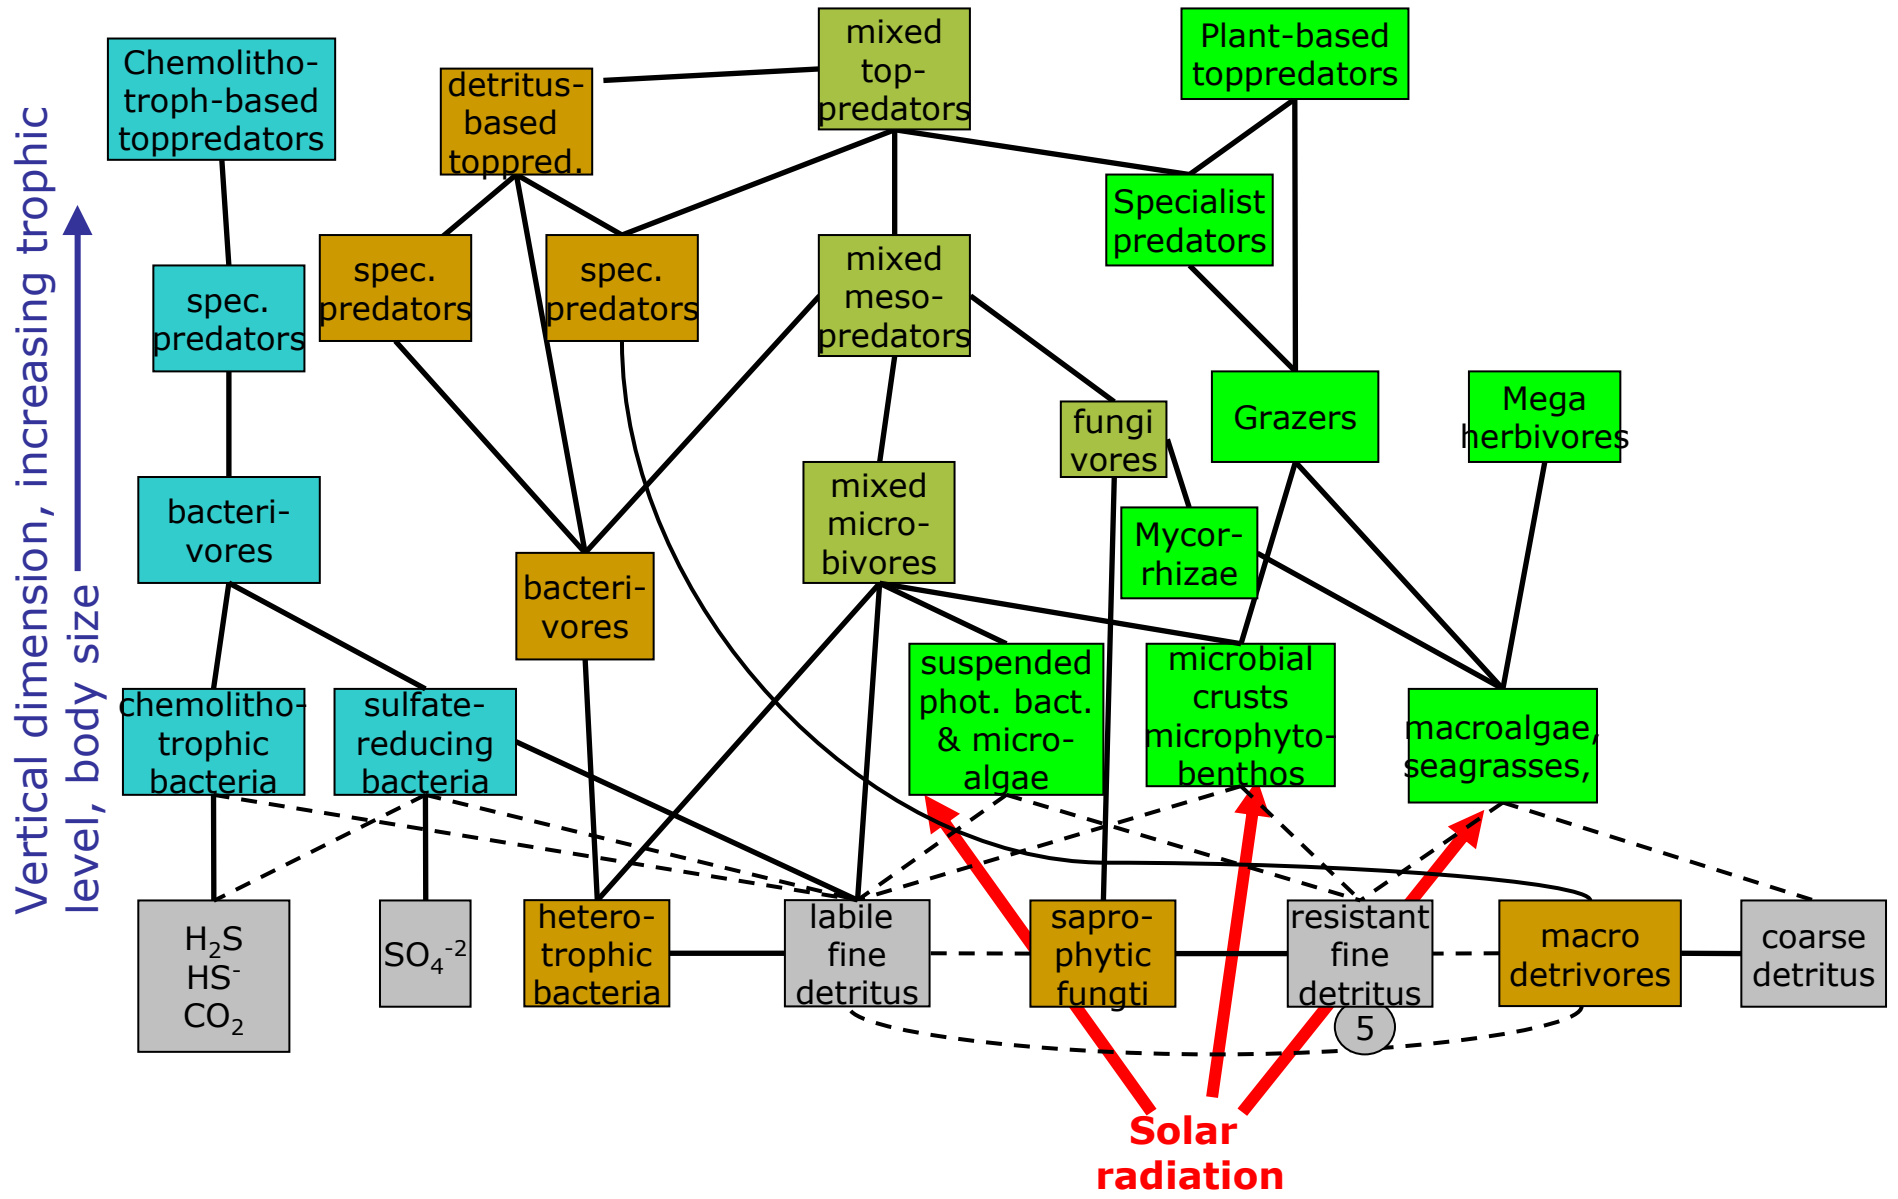 Vertical dimension, increasing trophic
level, body size
Chemolitho-
troph-based
toppredators
detritus-
based
toppred.
mixed
top-
predators
Plant-based
toppredators
Specialist
predators
spec.
predators
spec.
predators
spec.
predators
mixed
meso-
predators
fungi
vores
Grazers
Mega
herbivores
bacteri-
vores
bacteri-
vores
mixed
micro-
bivores
Mycor-
rhizae
chemolitho-
trophic
bacteria
sulfate-
reducing
bacteria
suspended
phot. bact.
& micro-
algae
microbial
crusts
microphyto-
benthos
macroalgae,
seagrasses,
H₂S
HS⁻
CO₂
SO₄⁻²
hetero-
trophic
bacteria
labile
fine
detritus
sapro-
phytic
fungti
resistant
fine
detritus
macro
detrivores
coarse
detritus
5
Solar
radiation